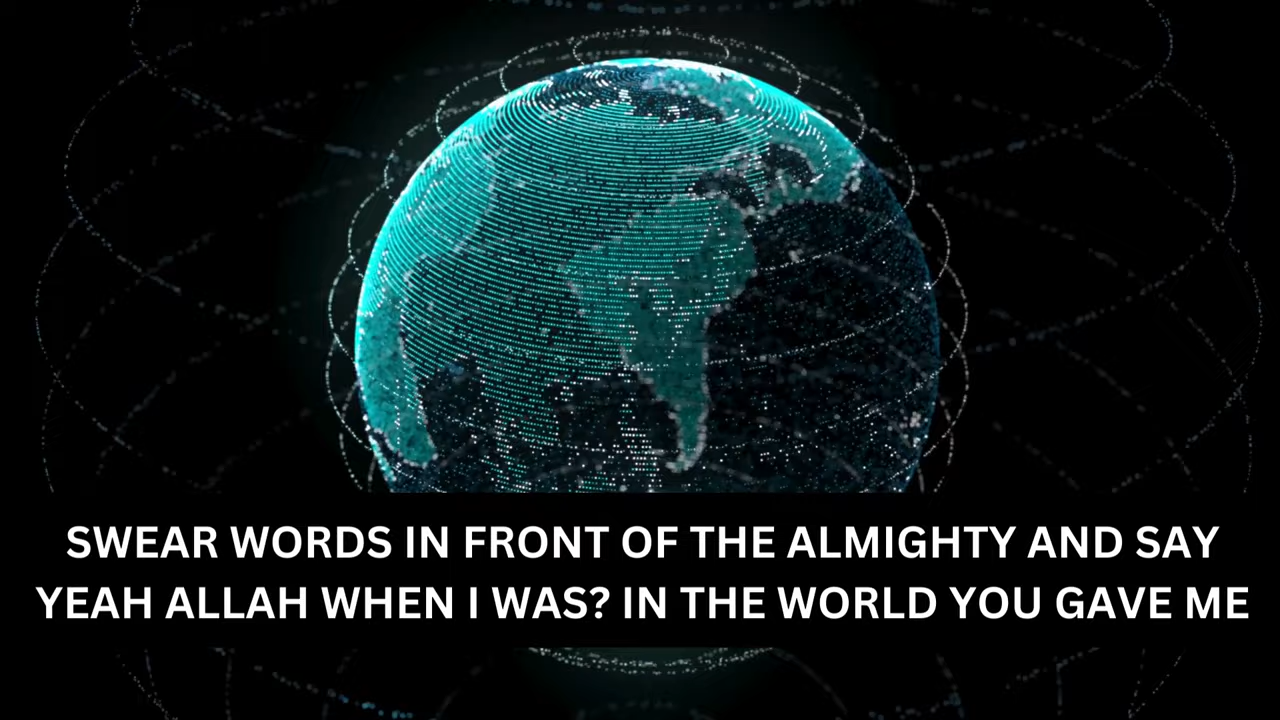 SWEAR WORDS IN FRONT OF THE ALMIGHTY AND SAY
YEAH ALLAH WHEN I WAS? IN THE WORLD YOU GAVE ME